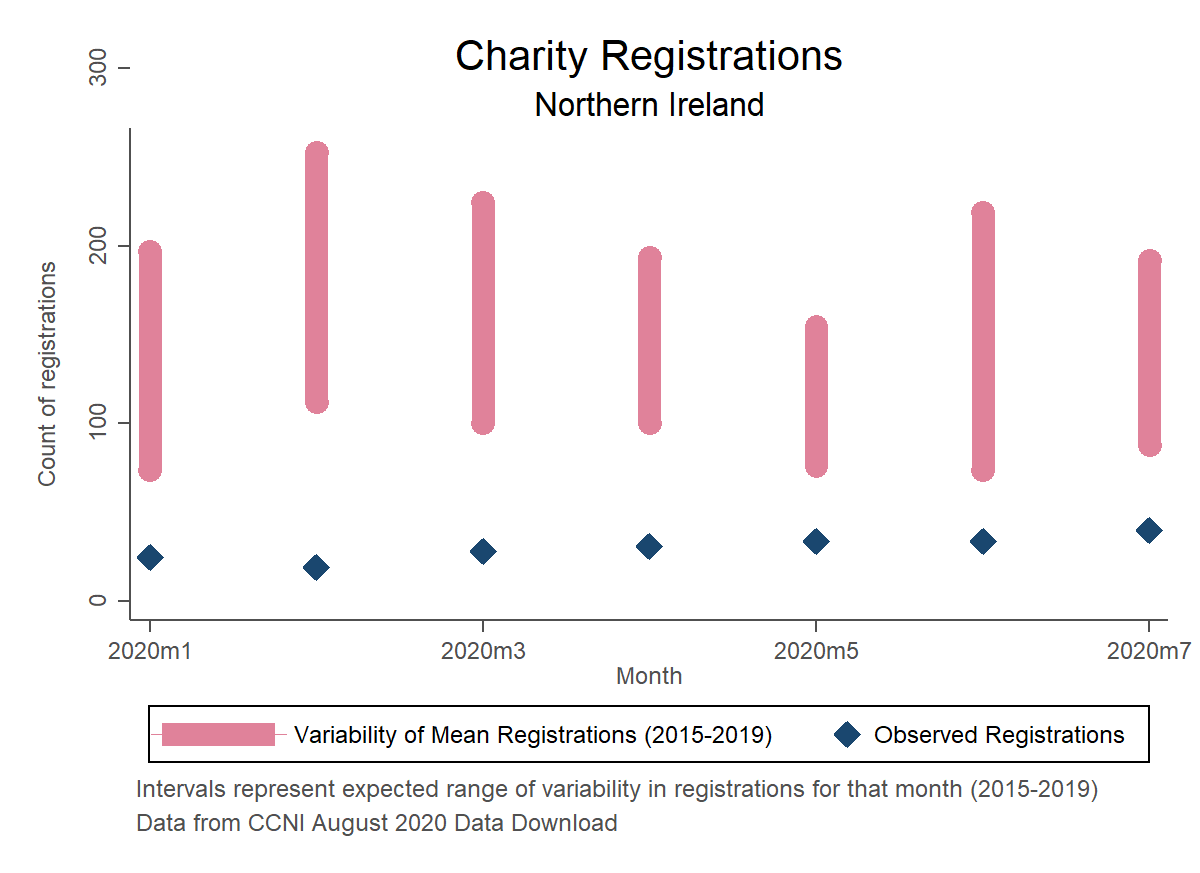 Charity Registrations
Northern Ireland
300
200
100
0
Count of registrations
2020m1 2020m3 2020m5 2020m7
Month
Variability of Mean Registrations (2015-2019) Observed Registrations
Intervals represent expected range of variability in registrations for that month (2015-2019)
Data from CCNI August 2020 Data Download